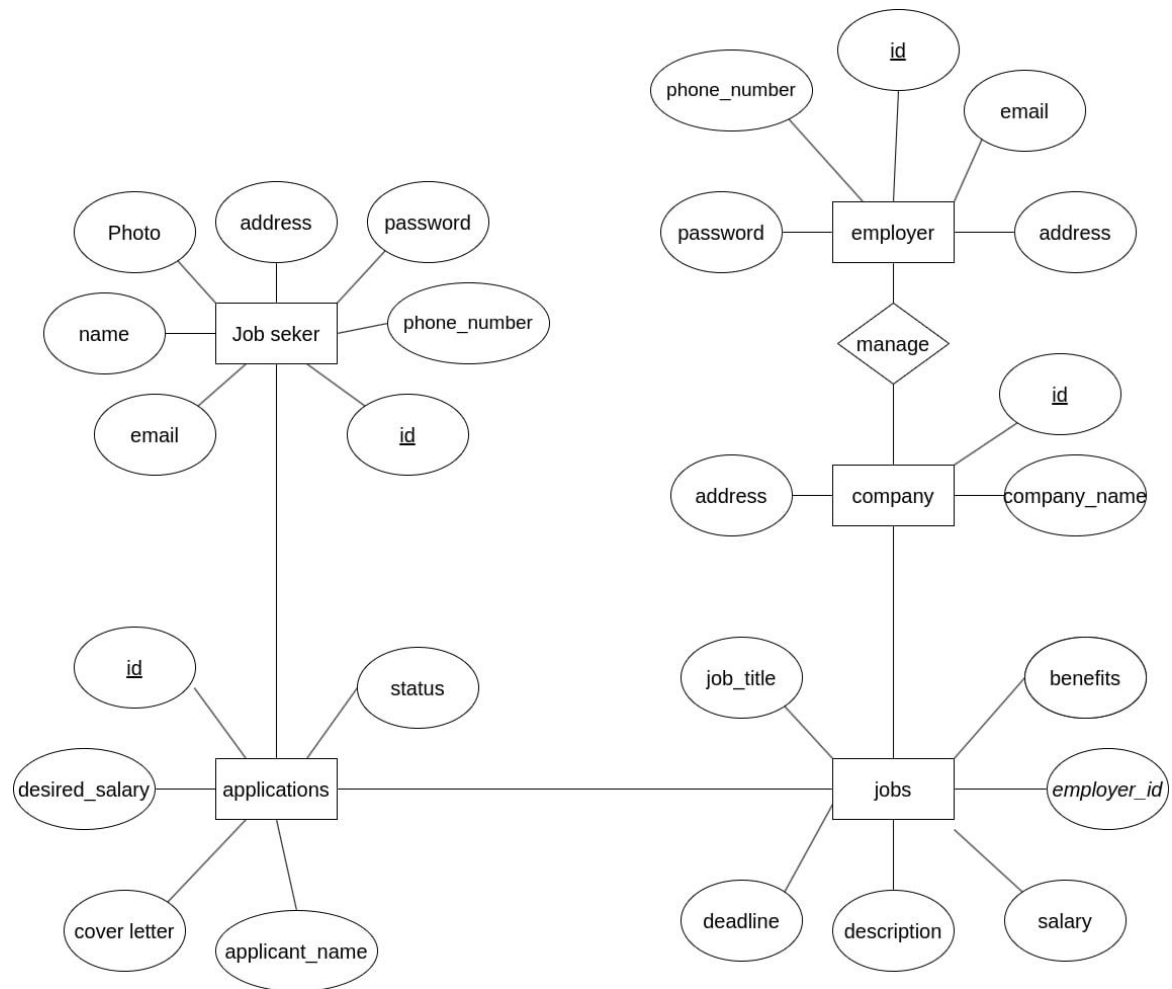 id
phone_number
email
password
employer
address
manage
id
address
company
company_name
Photo
address
password
name
Job seker
phone_number
email
id
id
status
desired_salary
applications
cover letter
applicant_name
job_title
benefits
jobs
employer_id
deadline
description
salary